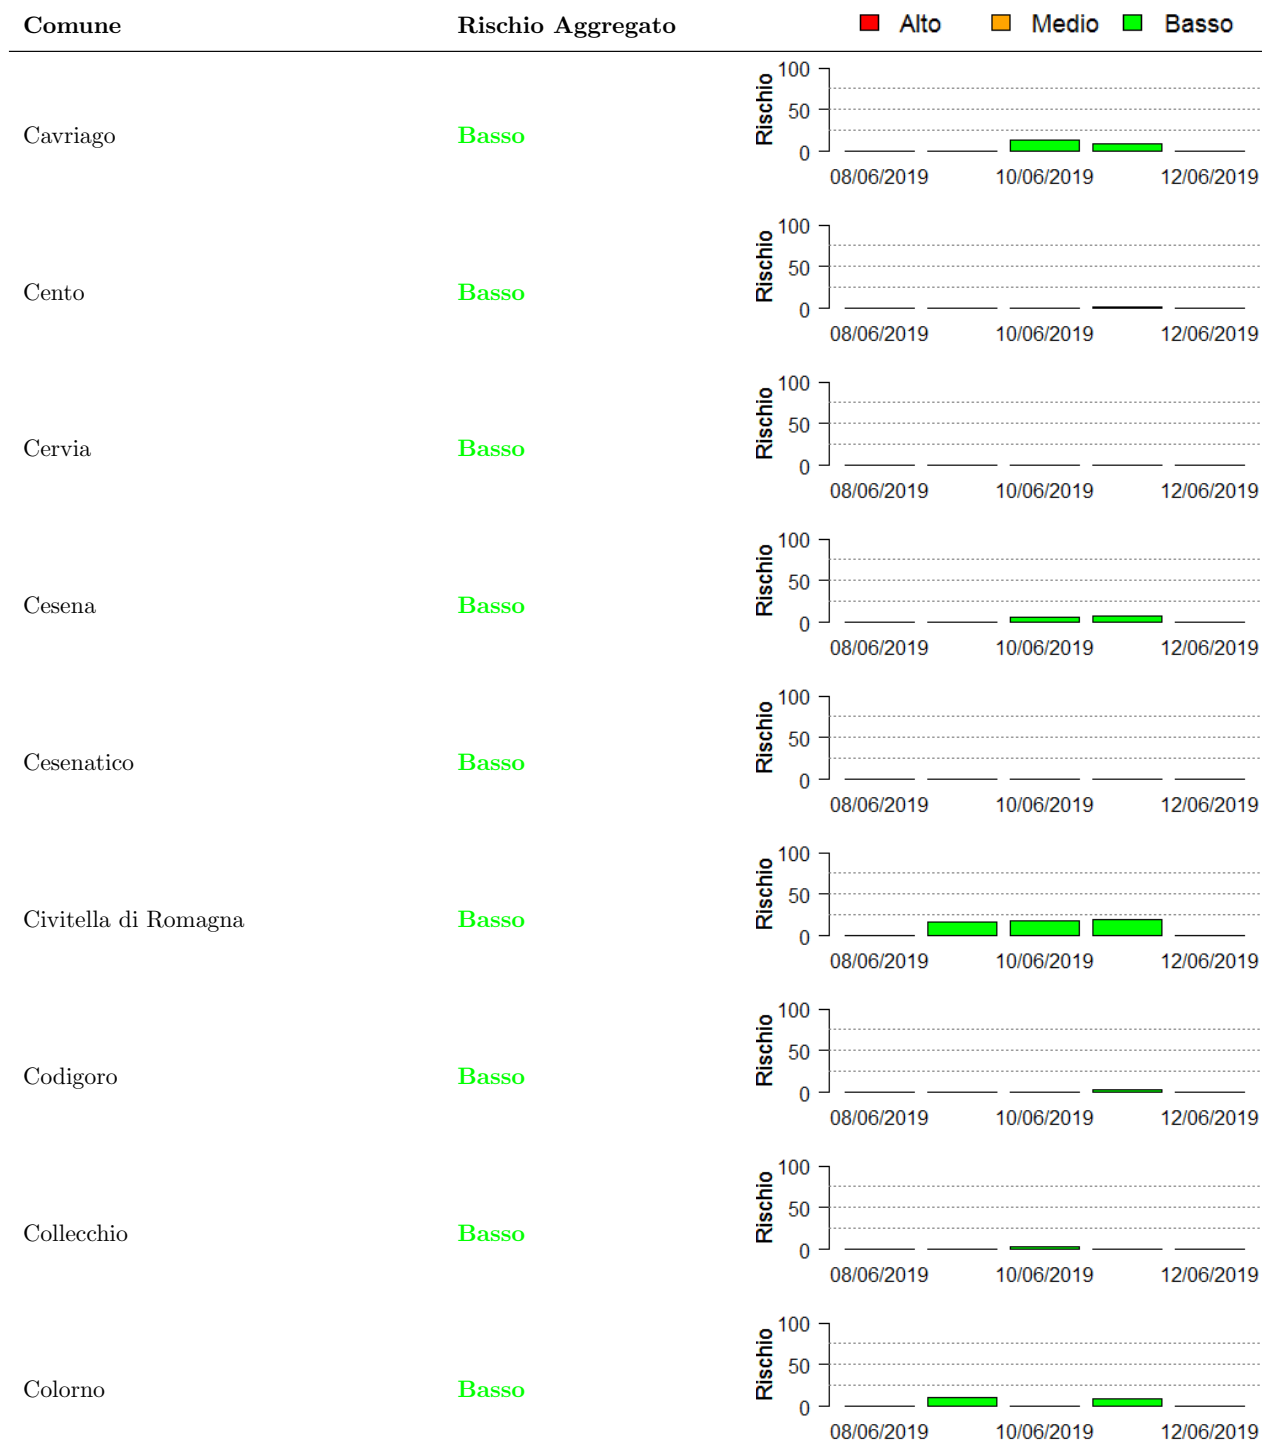 Comune Rischio Aggregato Alto Medio Basso
100
50
0
Rischio
Cavriago Basso
08/06/2019 10/06/2019 12/06/2019
100
50
0
Rischio
Cento Basso
08/06/2019 10/06/2019 12/06/2019
100
50
0
Rischio
Cervia Basso
08/06/2019 10/06/2019 12/06/2019
100
50
0
Rischio
Cesena Basso
08/06/2019 10/06/2019 12/06/2019
100
50
0
Rischio
Cesenatico Basso
08/06/2019 10/06/2019 12/06/2019
100
50
0
Rischio
Civitella di Romagna Basso
08/06/2019 10/06/2019 12/06/2019
100
50
0
Rischio
Codigoro Basso
08/06/2019 10/06/2019 12/06/2019
100
50
0
Rischio
Collecchio Basso
08/06/2019 10/06/2019 12/06/2019
100
50
0
Rischio
Colorno Basso
08/06/2019 10/06/2019 12/06/2019